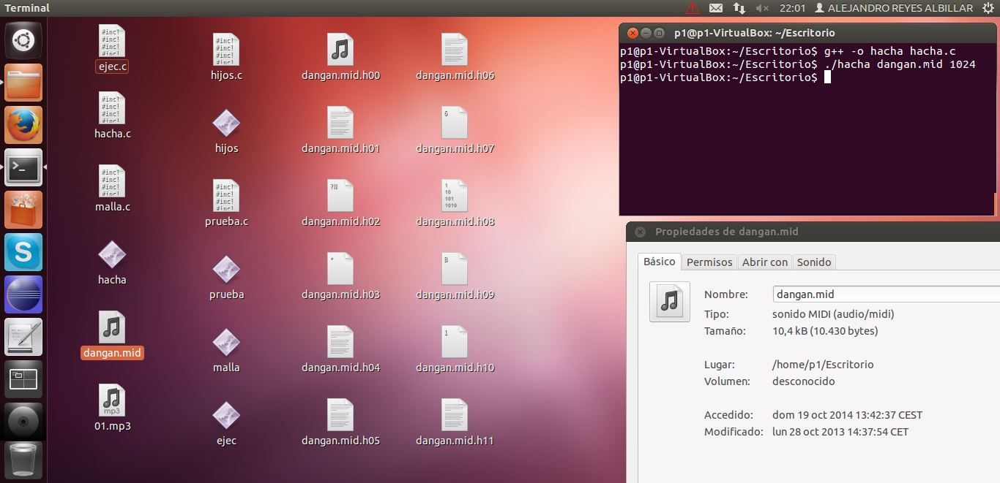 Terminal
22:01
ALEJANDRO REYES ALBILLAR
ejec.c
hacha.c
malla.c
hacha
dangan.mid
mp3
01.mp3
hijos.c
hijos
prueba.c
prueba
malla
ejec
dangan.mid.h00
dangan.mid.h01
dangan.mid.h02
dangan.mid.h03
dangan.mid.h04
dangan.mid.h05
dangan.mid.h06
dangan.mid.h07
dangan.mid.h08
dangan.mid.h09
dangan.mid.h10
dangan.mid.h11
p1@p1-VirtualBox: ~/Escritorio
p1@p1-VirtualBox:~/Escritorio$ g++ -o hacha hacha.c
p1@p1-VirtualBox:~/Escritorio$ ./hacha dangan.mid 1024
p1@p1-VirtualBox:~/Escritorio$
Propiedades de dangan.mid
Básico Permisos Abrir con Sonido
Nombre: dangan.mid
Tipo: sonido MIDI (audio/midi)
Tamaño: 10,4 kB (10.430 bytes)
Lugar: /home/p1/Escritorio
Volumen: desconocido
Accedido: dom 19 oct 2014 13:42:37 CEST
Modificado: lun 28 oct 2013 14:37:54 CET